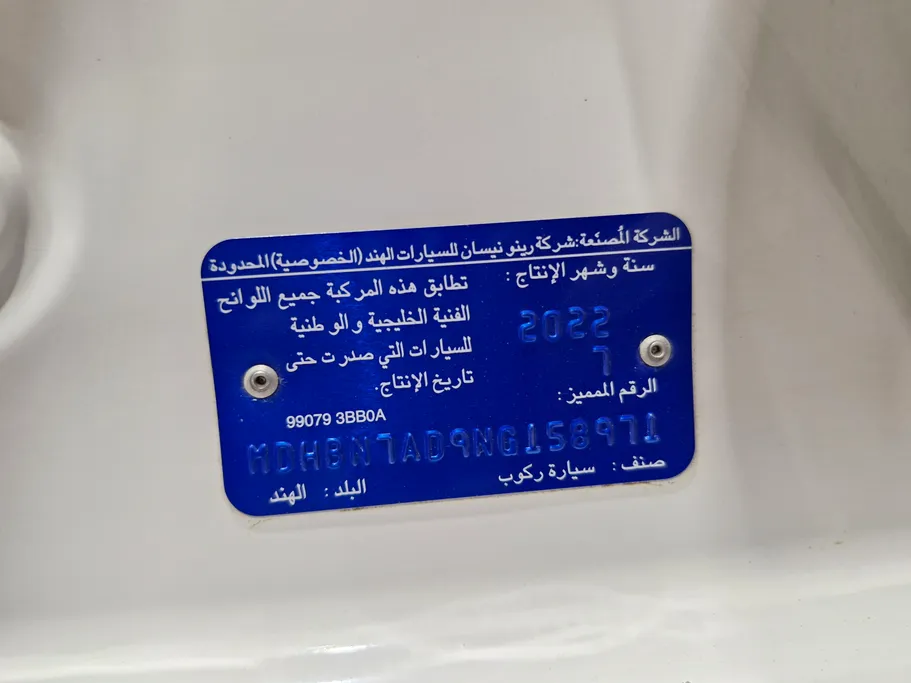 الشركة المُصنَعة:شركة رينو نيسان للسيارات الهند (الخصوصية) المحدودة
سنة وشهر الإنتاج :
2022
7
تطابق هذه المركبة جميع اللوائح
الفنية الخليجية والوطنية
للسيارات التي صدرت حتى
تاريخ الإنتاج.
الرقم المميز :
99079 3BB0A
MDHBN7AD9NG158971
صنف : سيارة ركوب
البلد : الهند